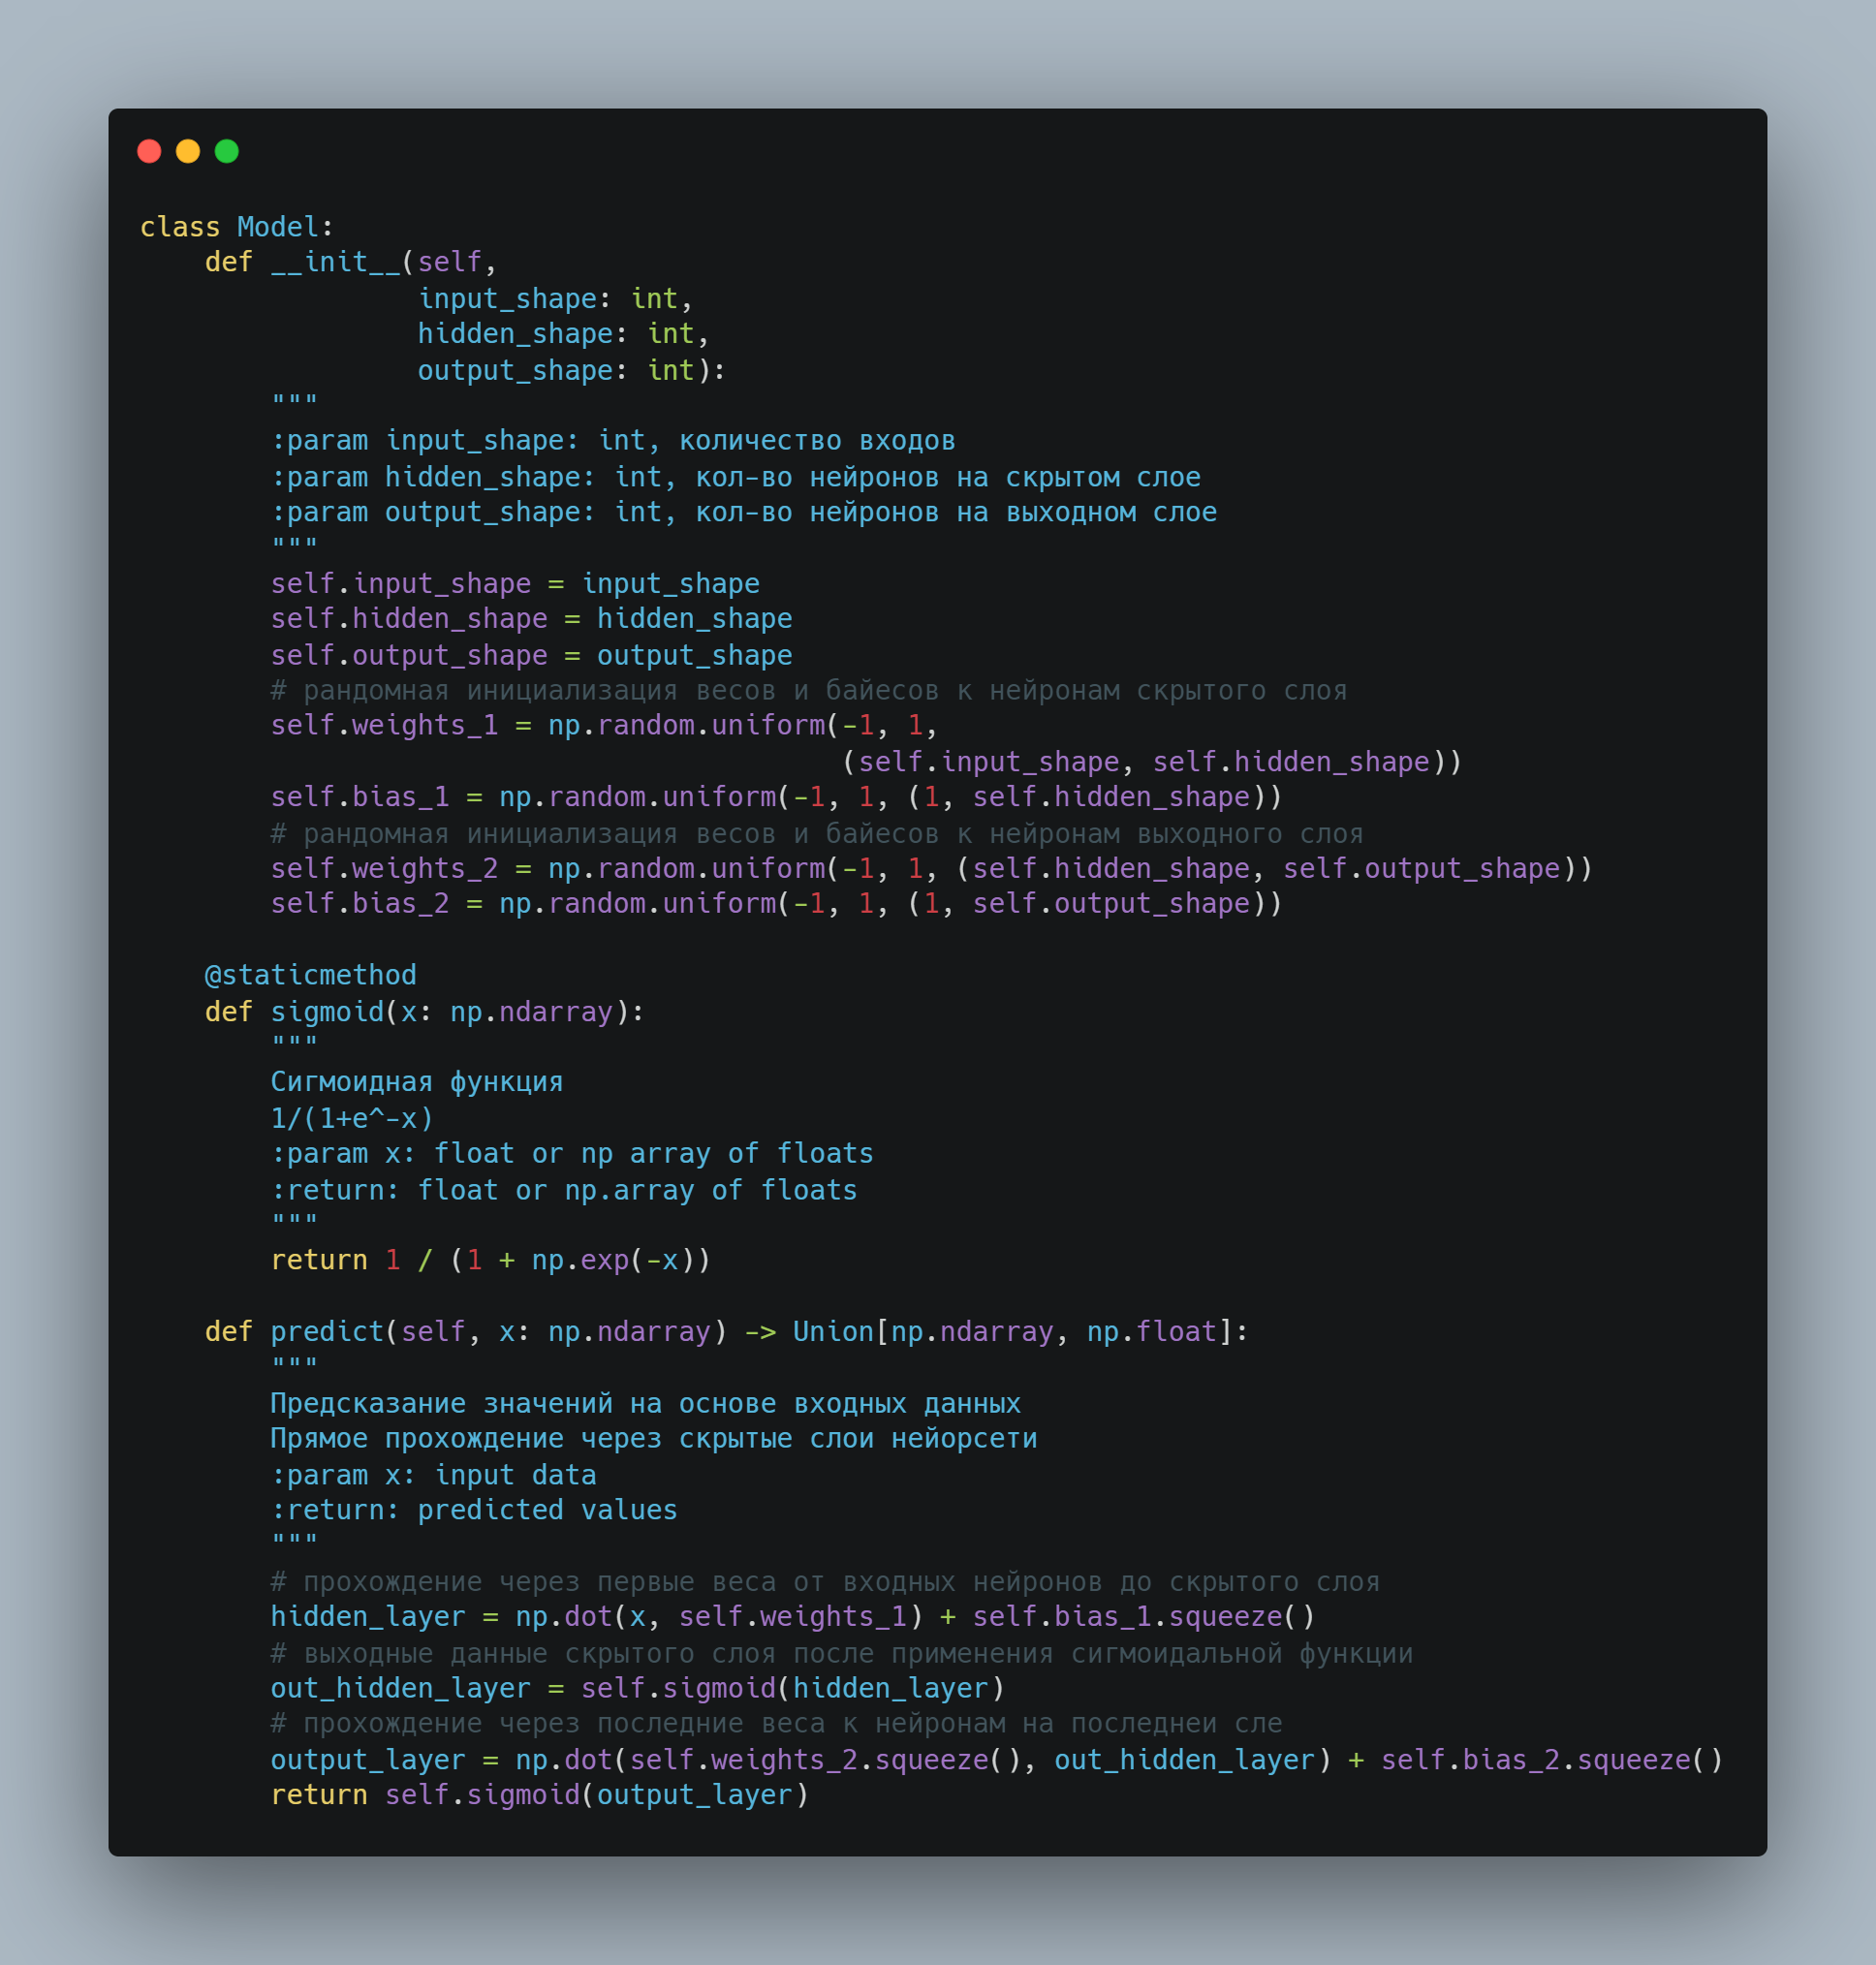 class Model:
    def __init__(self,
                 input_shape: int,
                 hidden_shape: int,
                 output_shape: int):
        """
        :param input_shape: int, количество входов
        :param hidden_shape: int, кол-во нейронов на скрытом слое
        :param output_shape: int, кол-во нейронов на выходном слое
        """
        self.input_shape = input_shape
        self.hidden_shape = hidden_shape
        self.output_shape = output_shape
        # рандомная инициализация весов и байесов к нейронам скрытого слоя
        self.weights_1 = np.random.uniform(-1, 1,
                                           (self.input_shape, self.hidden_shape))
        self.bias_1 = np.random.uniform(-1, 1, (1, self.hidden_shape))
        # рандомная инициализация весов и байесов к нейронам выходного слоя
        self.weights_2 = np.random.uniform(-1, 1, (self.hidden_shape, self.output_shape))
        self.bias_2 = np.random.uniform(-1, 1, (1, self.output_shape))

    @staticmethod
    def sigmoid(x: np.ndarray):
        """
        Сигмоидная функция
        1/(1+e^-x)
        :param x: float or np array of floats
        :return: float or np.array of floats
        """
        return 1 / (1 + np.exp(-x))

    def predict(self, x: np.ndarray) -> Union[np.ndarray, np.float]:
        """
        Предсказание значений на основе входных данных
        Прямое прохождение через скрытые слои нейорсети
        :param x: input data
        :return: predicted values
        """
        # прохождение через первые веса от входных нейронов до скрытого слоя
        hidden_layer = np.dot(x, self.weights_1) + self.bias_1.squeeze()
        # выходные данные скрытого слоя после применения сигмоидальной функции
        out_hidden_layer = self.sigmoid(hidden_layer)
        # прохождение через последние веса к нейронам на последнеи сле
        output_layer = np.dot(self.weights_2.squeeze(), out_hidden_layer) + self.bias_2.squeeze()
        return self.sigmoid(output_layer)